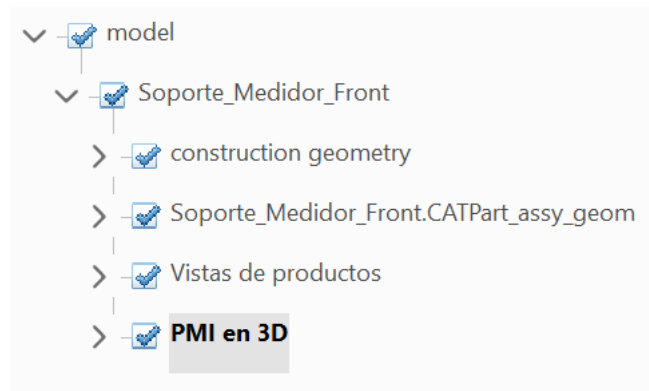 model
Soporte_Medidor_Front
construction geometry
Soporte_Medidor_Front.CATPart_assy_geom
Vistas de productos
PMI en 3D